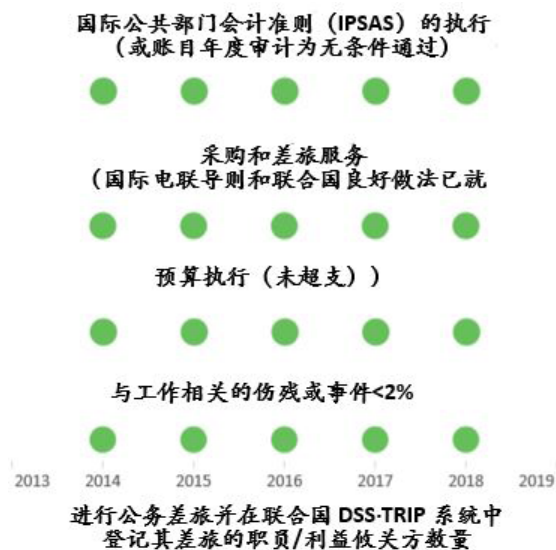 国际公共部门会计准则（IPSAS）的执行
（或账目年度审计为无条件通过）
采购和差旅服务
（国际电联导则和联合国良好做法已就
预算执行（未超支））
与工作相关的伤残或事件<2%
2013 2014 2015 2016 2017 2018 2019
进行公务差旅并在联合国 DSS-TRIP 系统中
登记其差旅的职员/利益攸关方数量